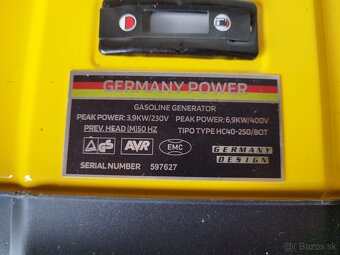 GERMANY POWER
GASOLINE GENERATOR
PEAK POWER: 3,9KW/230V PEAK POWER: 6,9KW/400V
PREV. HEAD (M)50 HZ TIPO TYPE HC40-250/BOT
GS AVR EMC GERMANY DESIGN
SERIAL NUMBER 597627
bazos.sk